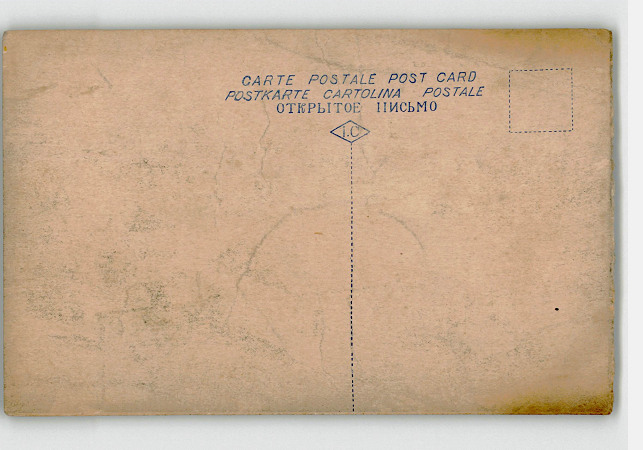 CARTE POSTALE POST CARD
POSTKARTE CARTOLINA POSTALE
ОТКРЫТОЕ ПИСЬМО
I.C